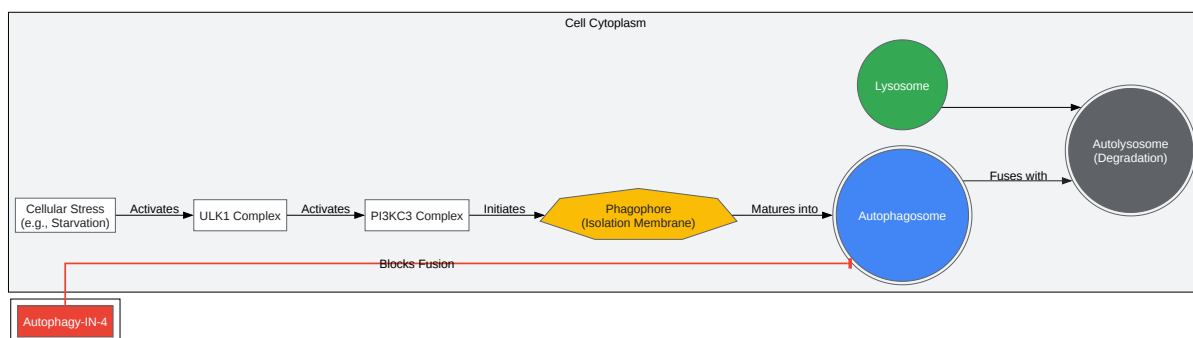 Cell Cytoplasm
Lysosome
Autolysosome
(Degradation)
Fuses with
Cellular Stress
(e.g., Starvation)
Activates
ULK1 Complex
Activates
PI3KC3 Complex
Initiates
Phagophore
(Isolation Membrane)
Matures into
Autophagosome
Blocks Fusion
Autophagy-IN-4